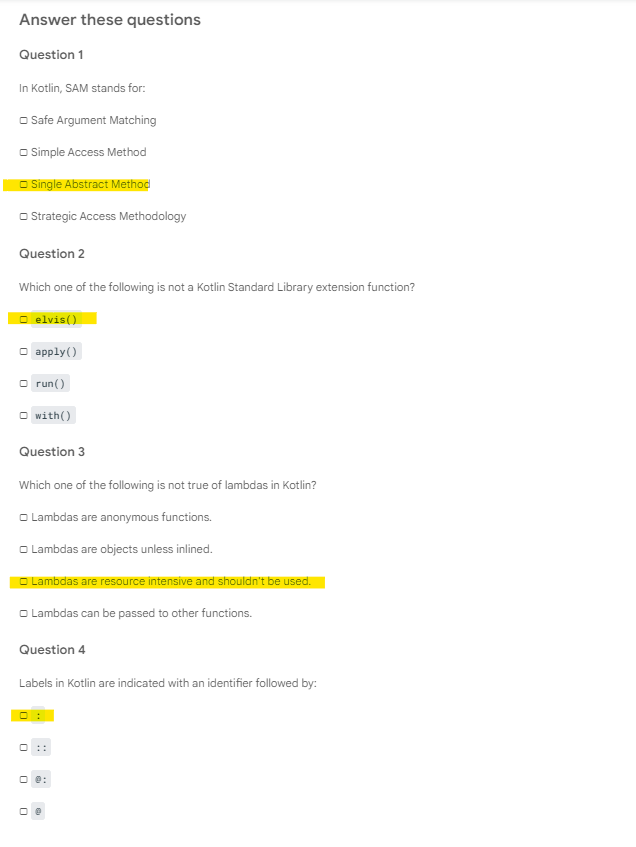 Answer these questions
Question 1
In Kotlin, SAM stands for:
☐ Safe Argument Matching
☐ Simple Access Method
☐ Single Abstract Method
☐ Strategic Access Methodology
Question 2
Which one of the following is not a Kotlin Standard Library extension function?
☐ elvis()
☐ apply()
☐ run()
☐ with()
Question 3
Which one of the following is not true of lambdas in Kotlin?
☐ Lambdas are anonymous functions.
☐ Lambdas are objects unless inlined.
☐ Lambdas are resource intensive and shouldn't be used.
☐ Lambdas can be passed to other functions.
Question 4
Labels in Kotlin are indicated with an identifier followed by:
☐ :
☐ ::
☐ @:
☐ @